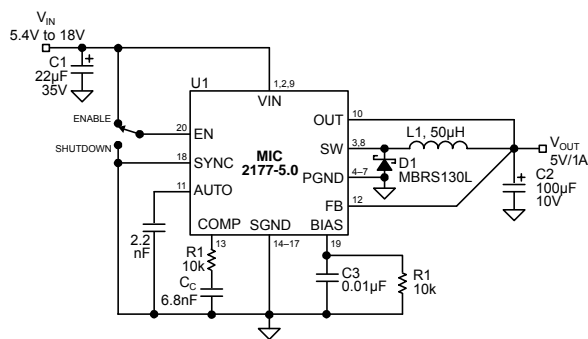 VIN
5.4V to 18V
C1
22µF
35V
U1
1,2,9
VIN
ENABLE
SHUTDOWN
20
EN
18
SYNC
11
AUTO
MIC
2177-5.0
OUT
10
SW
3,8
PGND
4–7
FB
12
L1, 50µH
D1
MBRS130L
VOUT
5V/1A
C2
100µF
10V
COMP
SGND
BIAS
13
14–17
19
2.2
nF
R1
10k
CC
6.8nF
C3
0.01µF
R1
10k